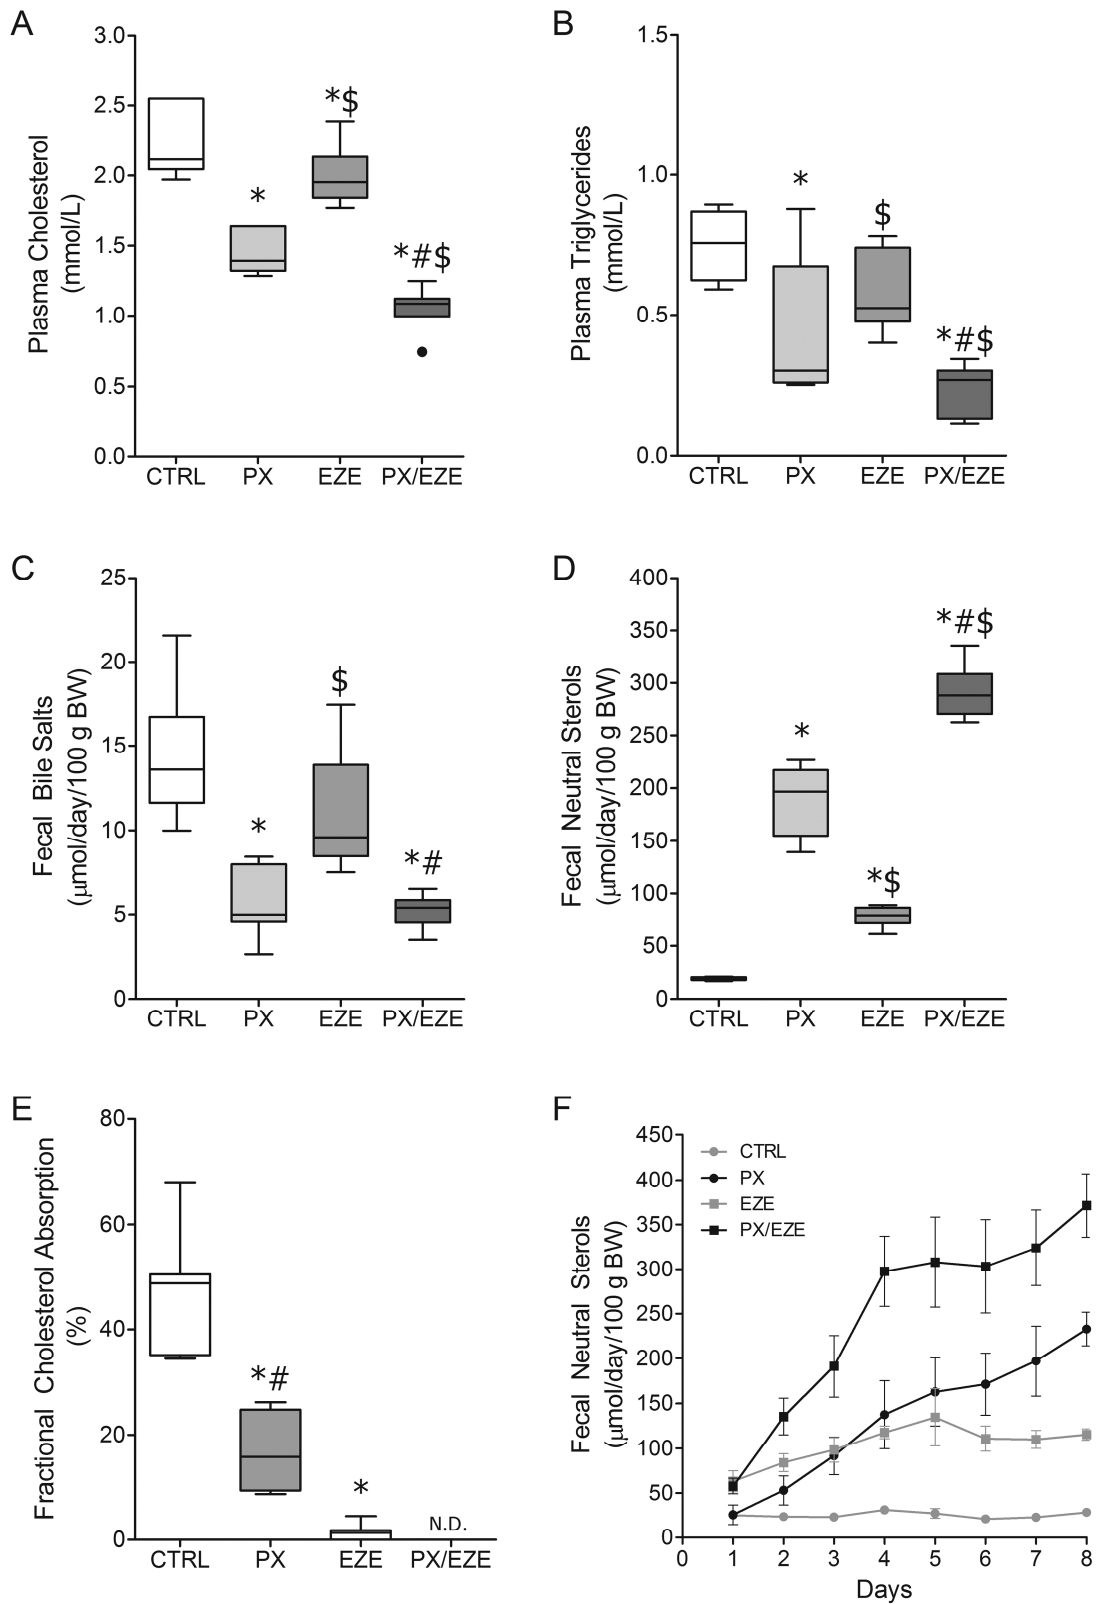 A
3.0
2.5
2.0
1.5
1.0
0.5
0.0
Plasma Cholesterol
(mmol/L)
*
*$
*#$
CTRL PX EZE PX/EZE
B
1.5
1.0
0.5
0.0
Plasma Triglycerides
(mmol/L)
*
$
*#$
CTRL PX EZE PX/EZE
C
25
20
15
10
5
0
Fecal Bile Salts
(μmol/day/100 g BW)
*
$
*#
CTRL PX EZE PX/EZE
D
400
350
300
250
200
150
100
50
0
Fecal Neutral Sterols
(μmol/day/100 g BW)
*
*$
*#$
CTRL PX EZE PX/EZE
E
80
60
40
20
0
Fractional Cholesterol Absorption
(%)
*#
*
N.D.
CTRL PX EZE PX/EZE
F
450
400
350
300
250
200
150
100
50
0
Fecal Neutral Sterols
(μmol/day/100 g BW)
CTRL
PX
EZE
PX/EZE
0 1 2 3 4 5 6 7 8
Days